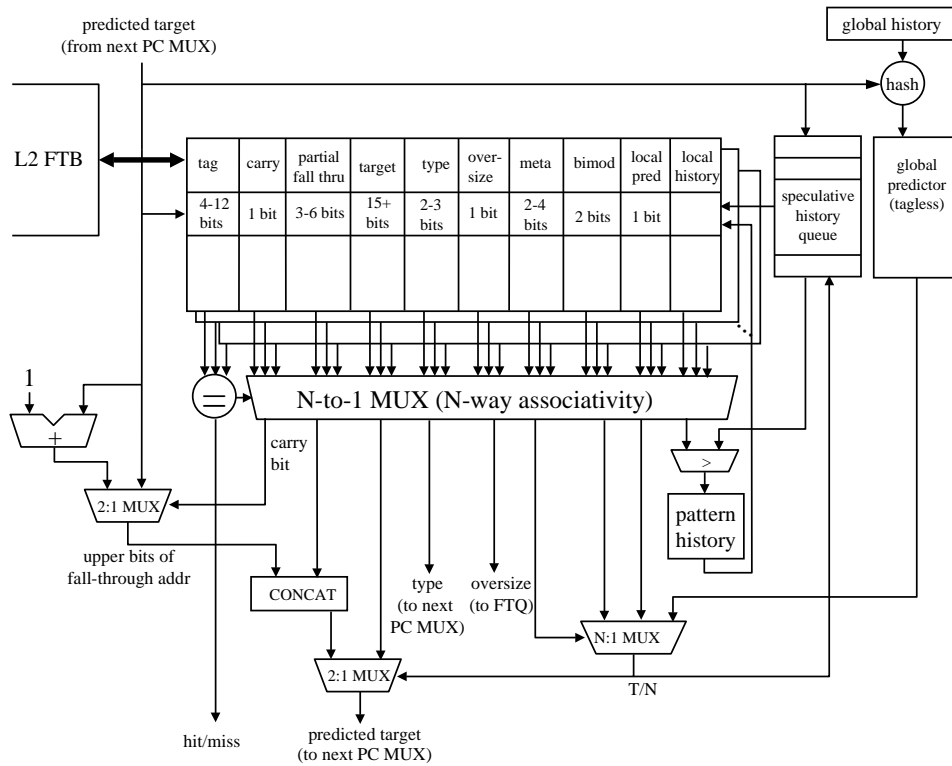 predicted target
(from next PC MUX)
global history
hash
L2 FTB
tag
carry
partial
fall thru
target
type
over-
size
meta
bimod
local
pred
local
history
4-12
bits
1 bit
3-6 bits
15+
bits
2-3
bits
1 bit
2-4
bits
2 bits
1 bit
speculative
history
queue
global
predictor
(tagless)
1
+
=
N-to-1 MUX (N-way associativity)
carry
bit
>
2:1 MUX
pattern
history
upper bits of
fall-through addr
CONCAT
type
(to next
PC MUX)
oversize
(to FTQ)
N:1 MUX
2:1 MUX
T/N
hit/miss
predicted target
(to next PC MUX)